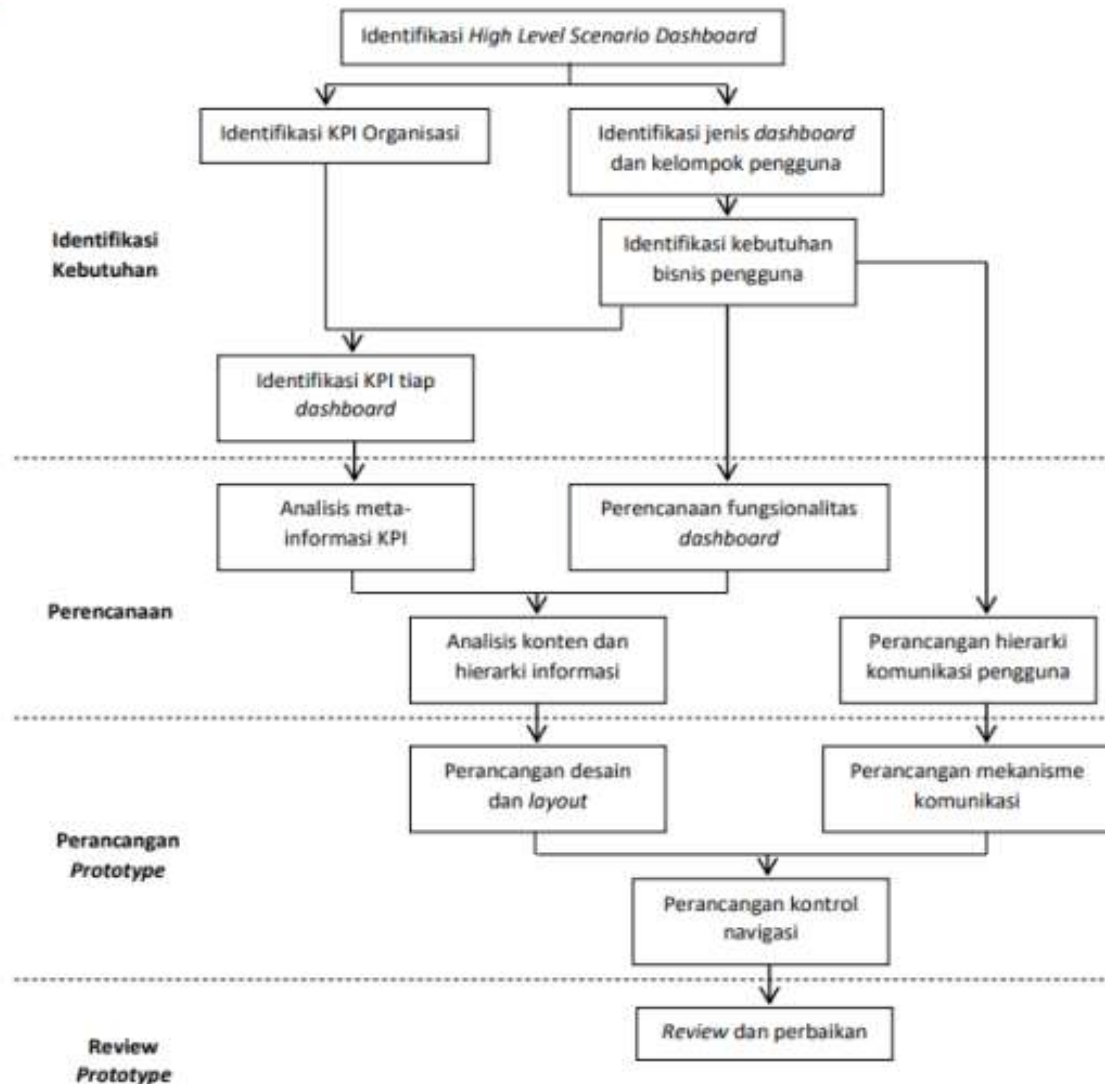 Identifikasi High Level Scenario Dashboard
Identifikasi KPI Organisasi
Identifikasi jenis dashboard
dan kelompok pengguna
Identifikasi
Kebutuhan
Identifikasi kebutuhan
bisnis pengguna
Identifikasi KPI tiap
dashboard
Analisis meta-
informasi KPI
Perencanaan fungsionalitas
dashboard
Perencanaan
Analisis konten dan
hierarki informasi
Perancangan hierarki
komunikasi pengguna
Perancangan desain
dan layout
Perancangan mekanisme
komunikasi
Perancangan
Prototype
Perancangan kontrol
navigasi
Review dan perbaikan
Review
Prototype